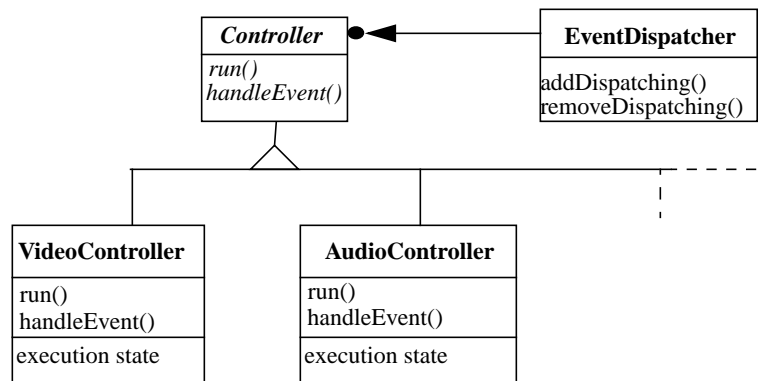 Controller
run()
handleEvent()
EventDispatcher
addDispatching()
removeDispatching()
VideoController
run()
handleEvent()
execution state
AudioController
run()
handleEvent()
execution state